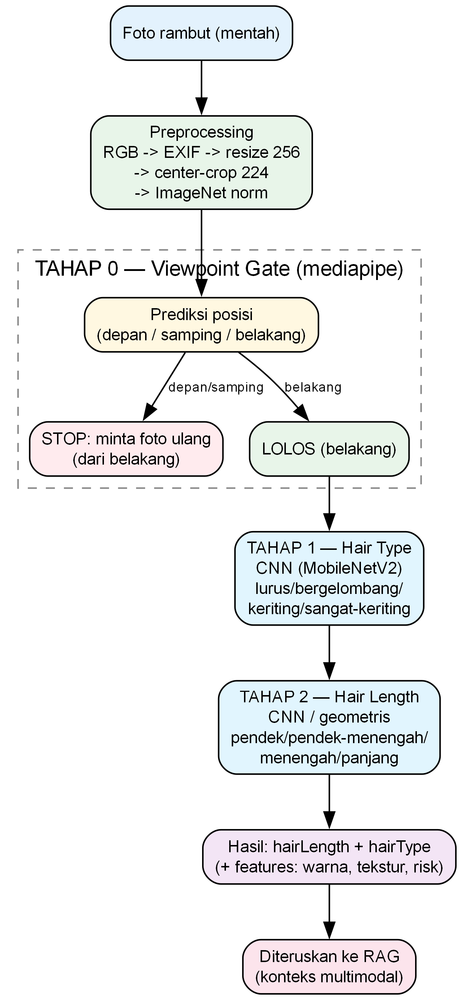 Foto rambut (mentah)
Preprocessing
RGB -> EXIF -> resize 256
-> center-crop 224
-> ImageNet norm
TAHAP 0 — Viewpoint Gate (mediapipe)
Prediksi posisi
(depan / samping / belakang)
depan/samping
belakang
STOP: minta foto ulang
(dari belakang)
LOLOS (belakang)
TAHAP 1 — Hair Type
CNN (MobileNetV2)
lurus/bergelombang/
keriting/sangat-keriting
TAHAP 2 — Hair Length
CNN / geometris
pendek/pendek-menengah/
menengah/panjang
Hasil: hairLength + hairType
(+ features: warna, tekstur, risk)
Diteruskan ke RAG
(konteks multimodal)